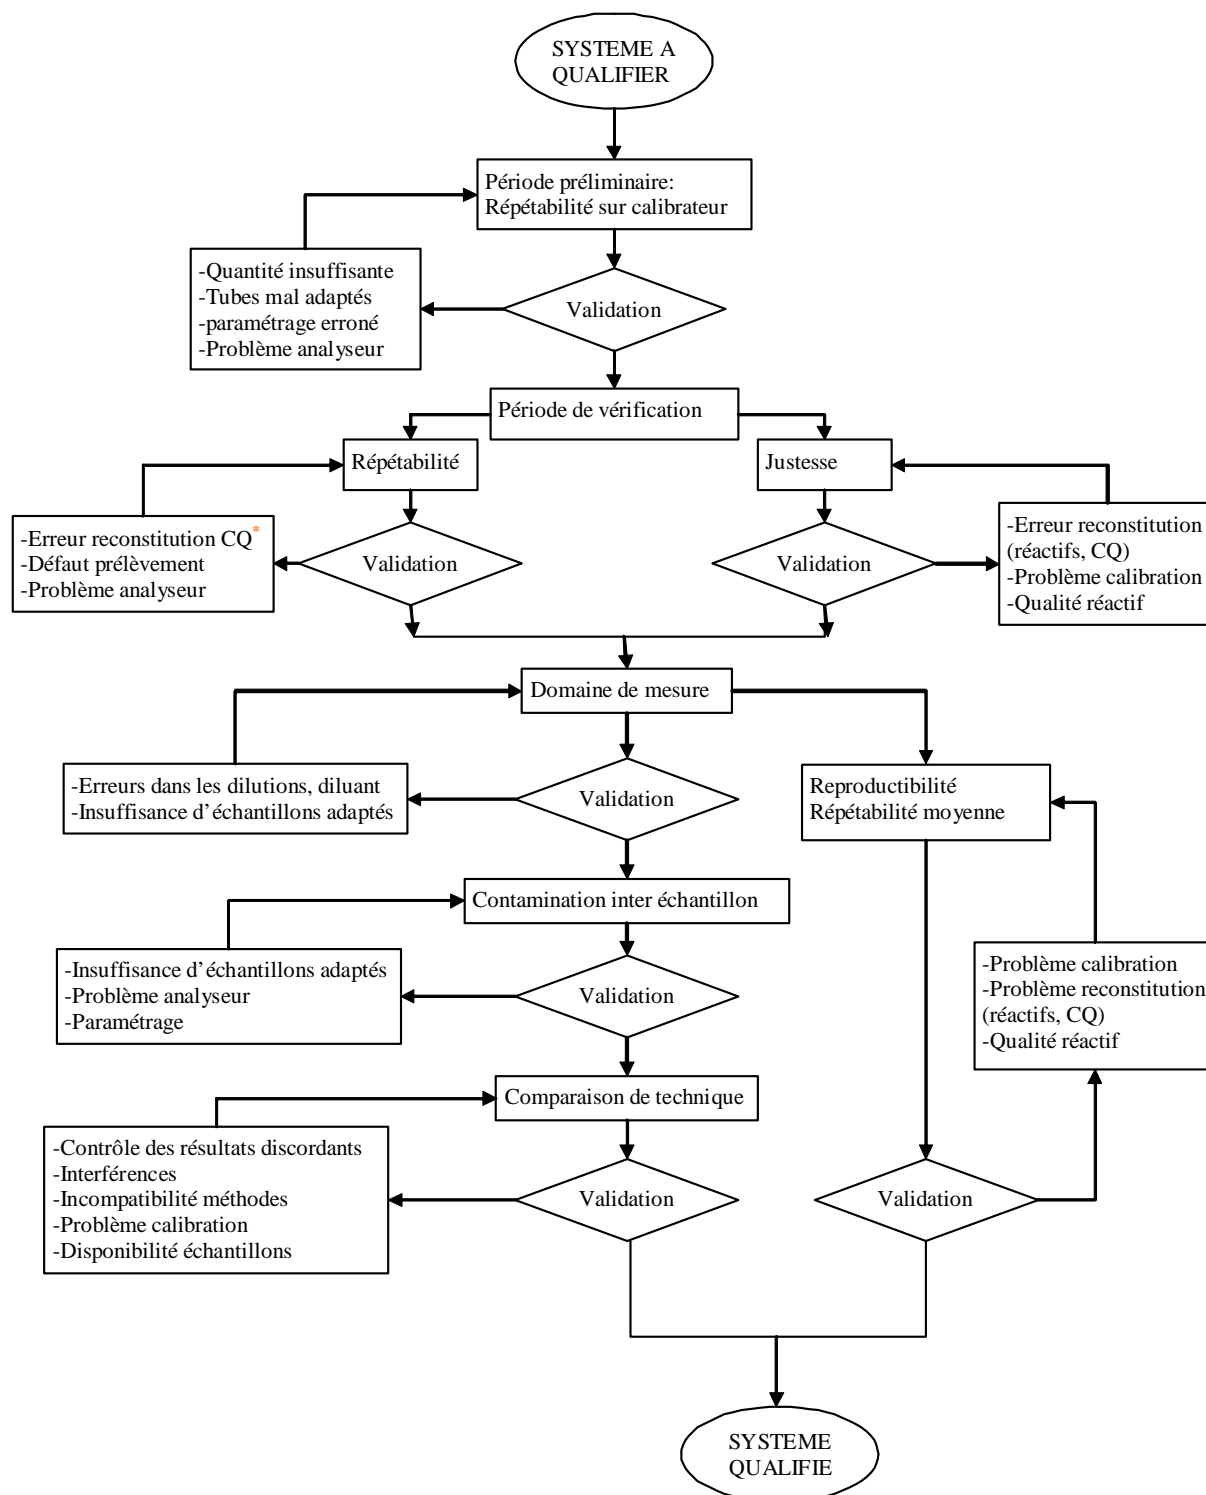 SYSTEME A
QUALIFIER
Période préliminaire:
Répétabilité sur calibrateur
-Quantité insuffisante
-Tubes mal adaptés
-paramétrage erroné
-Problème analyseur
Validation
Période de vérification
Répétabilité
Justesse
-Erreur reconstitution CQ*
-Défaut prélèvement
-Problème analyseur
Validation
Validation
-Erreur reconstitution
(réactifs, CQ)
-Problème calibration
-Qualité réactif
Domaine de mesure
-Erreurs dans les dilutions, diluant
-Insuffisance d’échantillons adaptés
Validation
Reproductibilité
Répétabilité moyenne
Contamination inter échantillon
-Insuffisance d’échantillons adaptés
-Problème analyseur
-Paramétrage
Validation
-Problème calibration
-Problème reconstitution
(réactifs, CQ)
-Qualité réactif
Comparaison de technique
-Contrôle des résultats discordants
-Interférences
-Incompatibilité méthodes
-Problème calibration
-Disponibilité échantillons
Validation
Validation
SYSTEME
QUALIFIE